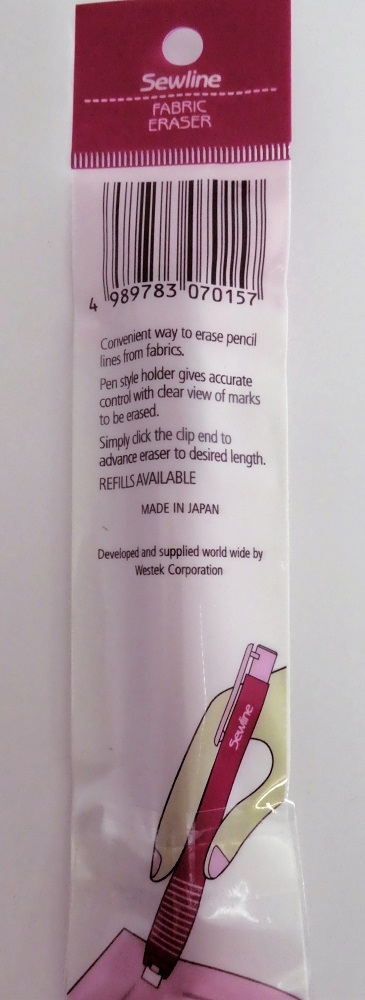 Sewline
FABRIC
ERASER
4 989783 070157
Convenient way to erase pencil
lines from fabrics.
Pen style holder gives accurate
control with clear view of marks
to be erased.
Simply click the clip end to
advance eraser to desired length.
REFILLS AVAILABLE
MADE IN JAPAN
Developed and supplied world wide by
Westek Corporation
Sewline